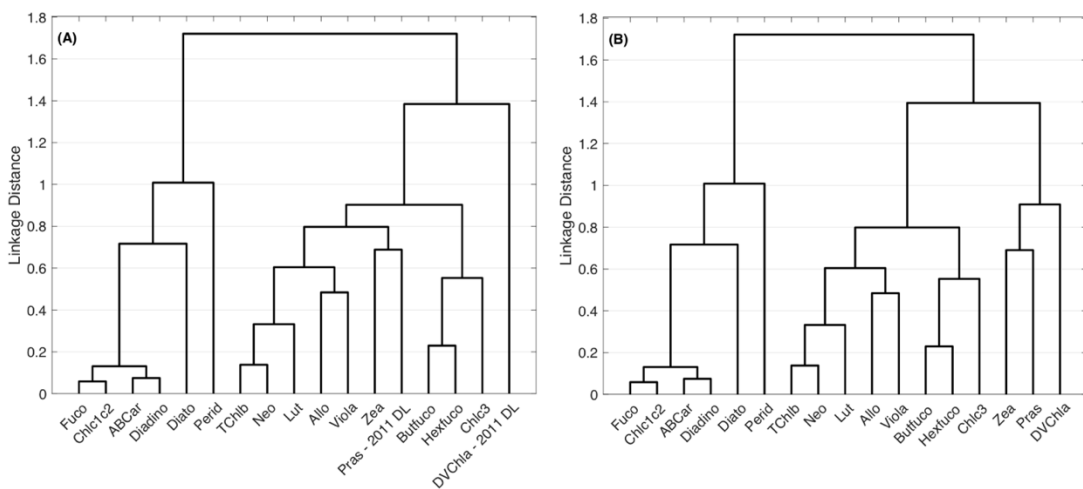 (A)
Linkage Distance
1.8
1.6
1.4
1.2
1
0.8
0.6
0.4
0.2
0
Fuco
Chlc1c2
ABCar
Diadino
Diato
Perid
TChlb
Neo
Lut
Allo
Viola
Zea
Pras - 2011 DL
Butfuco
Hexfuco
Chlc3
DVChla - 2011 DL
(B)
Linkage Distance
1.8
1.6
1.4
1.2
1
0.8
0.6
0.4
0.2
0
Fuco
Chlc1c2
ABCar
Diadino
Diato
Perid
TChlb
Neo
Lut
Allo
Viola
Butfuco
Hexfuco
Chlc3
Zea
Pras
DVChla